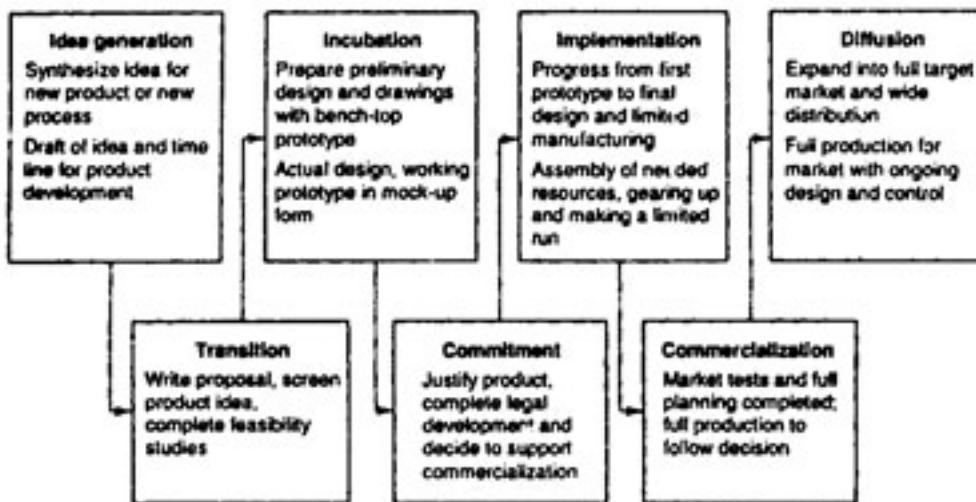 Idea generation
Synthesize idea for
new product or new
process
Draft of idea and time
line for product
development
Incubation
Prepare preliminary
design and drawings
with bench-top
prototype
Actual design, working
prototype in mock-up
form
Implementation
Progress from first
prototype to final
design and limited
manufacturing
Assembly of needed
resources, gearing up
and making a limited
run
Diffusion
Expand into full target
market and wide
distribution
Full production for
market with ongoing
design and control
Transition
Write proposal, screen
product idea,
complete feasibility
studies
Commitment
Justify product,
complete legal
development and
decide to support
commercialization
Commercialization
Market tests and full
planning completed;
full production to
follow decision